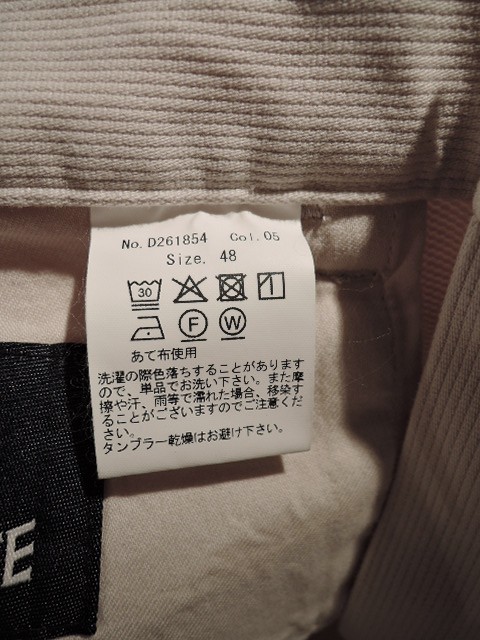 No. D261854 Col. 05
Size. 48
30
F W
あて布使用
洗濯の際色落ちすることがあります
ので、単品でお洗い下さい。また摩
擦や汗、雨等で濡れた場合、移染す
ることがございますのでご注意くだ
さい。
タンブラー乾燥はお避け下さい。
TE